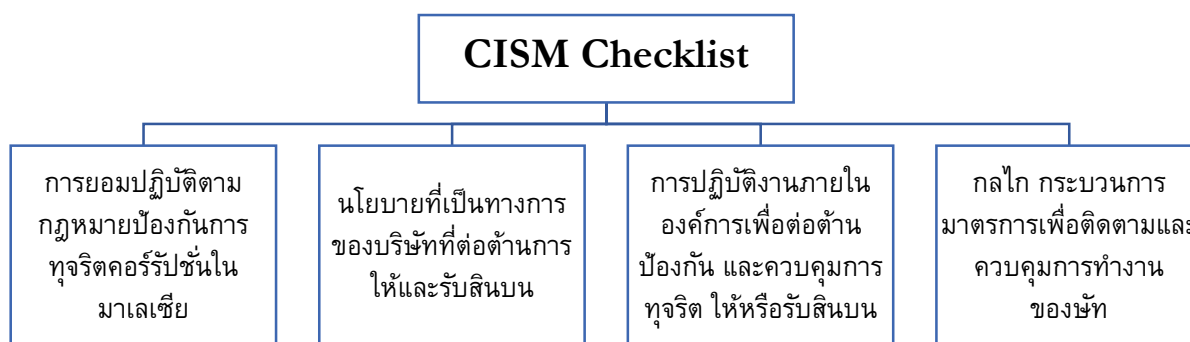 CISM Checklist
การยอมปฏิบัติตาม
กฎหมายป้องกันการ
ทุจริตคอร์รัปชั่นใน
มาเลเซีย
นโยบายที่เป็นทางการ
ของบริษัทที่ต่อต้านการ
ให้และรับสินบน
การปฏิบัติงานภายใน
องค์การเพื่อต่อต้าน
ป้องกัน และควบคุมการ
ทุจริต ให้หรือรับสินบน
กลไก กระบวนการ
มาตรการเพื่อติดตามและ
ควบคุมการทำงาน
ของษัท